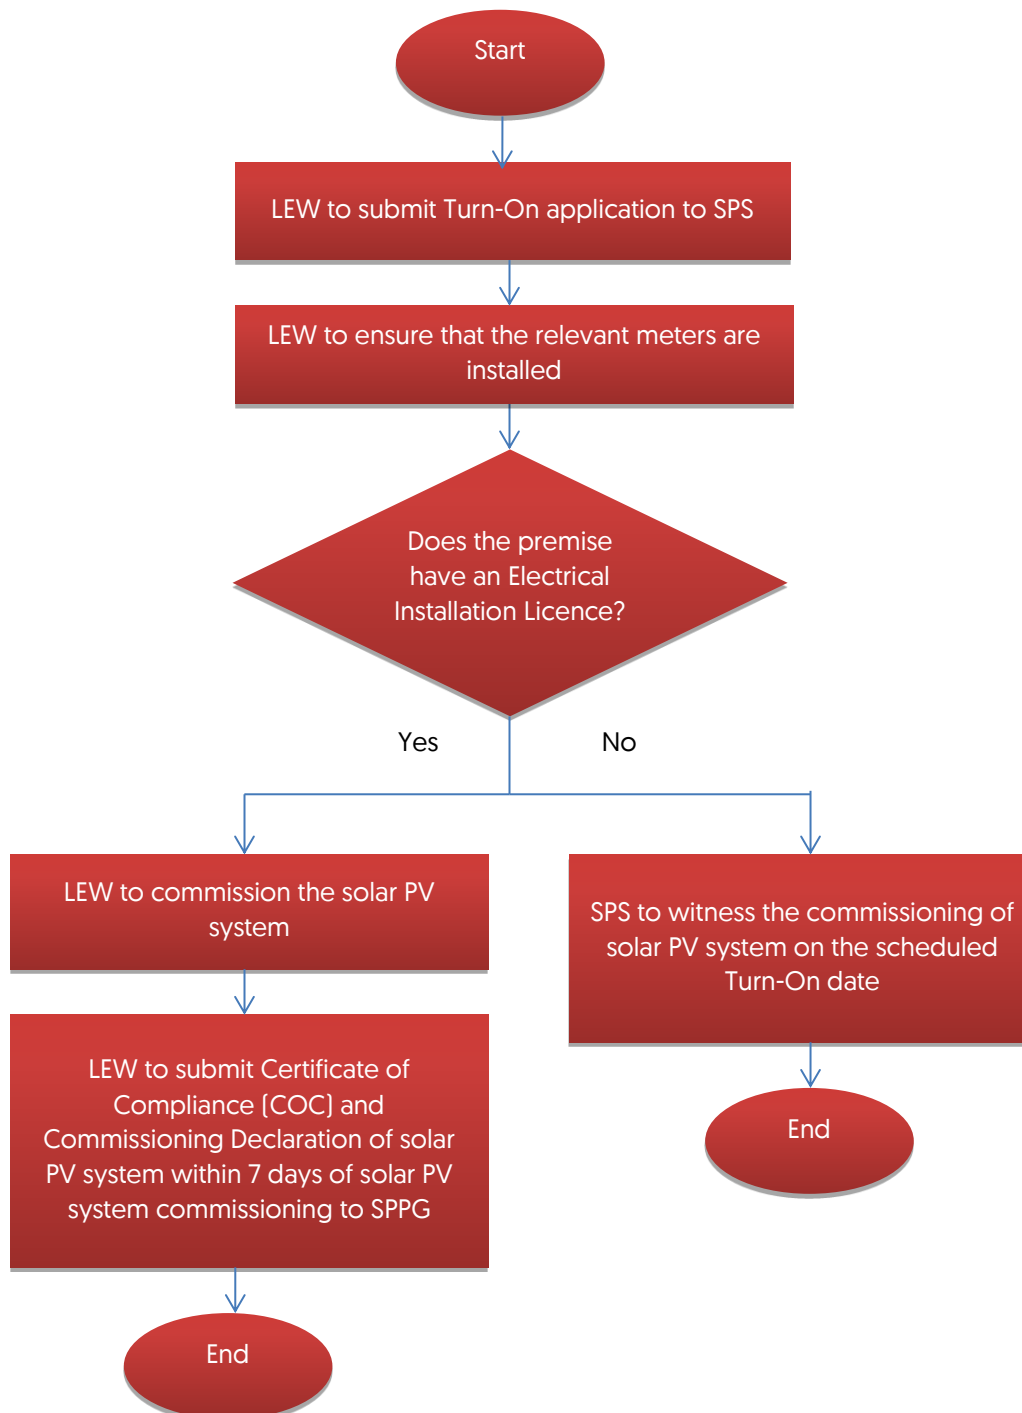 Start
LEW to submit Turn-On application to SPS
LEW to ensure that the relevant meters are
installed
Does the premise
have an Electrical
Installation Licence?
Yes
No
LEW to commission the solar PV
system
SPS to witness the commissioning of
solar PV system on the scheduled
Turn-On date
LEW to submit Certificate of
Compliance (COC) and
Commissioning Declaration of solar
PV system within 7 days of solar PV
system commissioning to SPPG
End
End